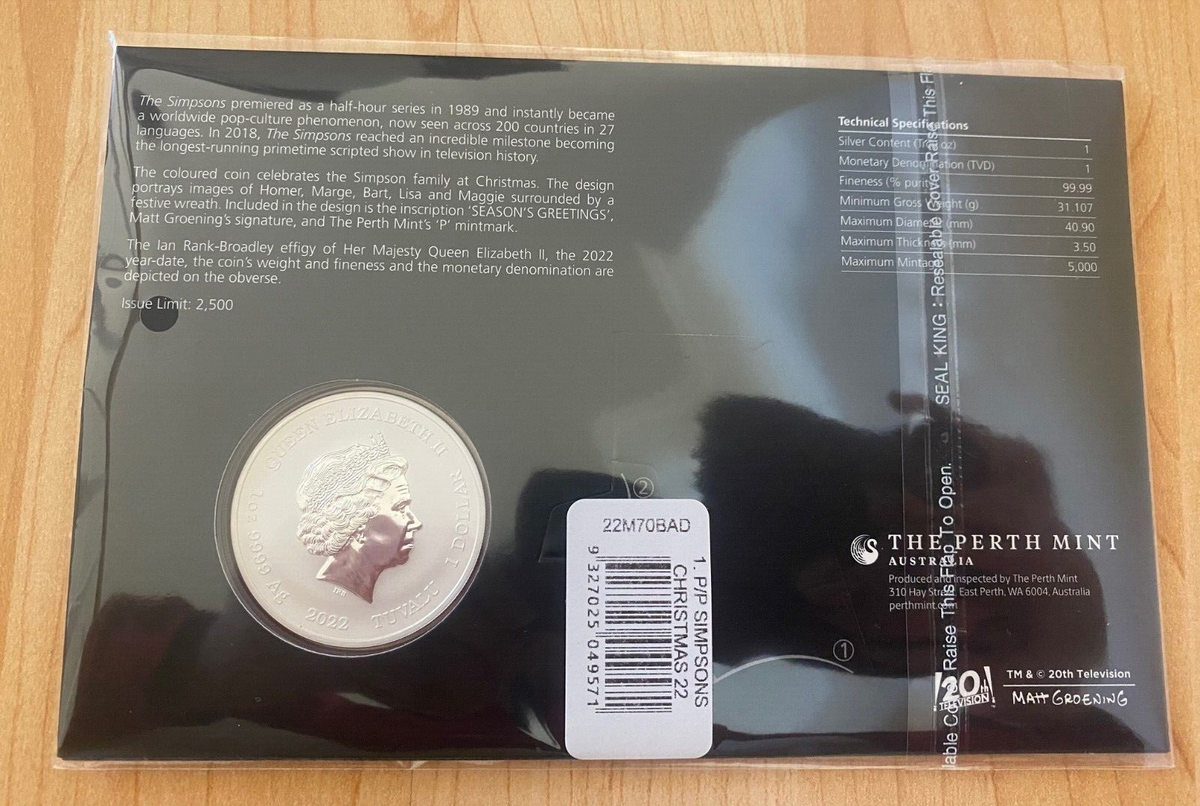 The Simpsons premiered as a half-hour series in 1989 and instantly became
a worldwide pop-culture phenomenon, now seen across 200 countries in 27
languages. In 2018, The Simpsons reached an incredible milestone becoming
the longest-running primetime scripted show in television history.
The coloured coin celebrates the Simpson family at Christmas. The design
portrays images of Homer, Marge, Bart, Lisa and Maggie surrounded by a
festive wreath. Included in the design is the inscription ‘SEASON’S GREETINGS’,
Matt Groening’s signature, and The Perth Mint’s ‘P’ mintmark.
The Ian Rank-Broadley effigy of Her Majesty Queen Elizabeth II, the 2022
year-date, the coin’s weight and fineness and the monetary denomination are
depicted on the obverse.
Issue Limit: 2,500
Technical Specifications
Silver Content (Troy oz) 1
Monetary Denomination (TVD) 1
Fineness (% purity) 99.99
Minimum Gross Weight (g) 31.107
Maximum Diameter (mm) 40.90
Maximum Thickness (mm) 3.50
Maximum Mintage 5,000
QUEEN ELIZABETH II
1 DOLLAR
TUVALU
2022
1oz 9999 Ag
IRB
2
22M70BAD
1. P/P SIMPSONS
CHRISTMAS 22
9 327025 049571
1
THE PERTH MINT
AUSTRALIA
Produced and inspected by The Perth Mint
310 Hay Street, East Perth, WA 6004, Australia
perthmint.com
20th
TELEVISION
TM & © 20th Television
MATT GROENING
lable Cover Raise This Flap To Open. SEAL KING : Resealable Cover Raise This Fl